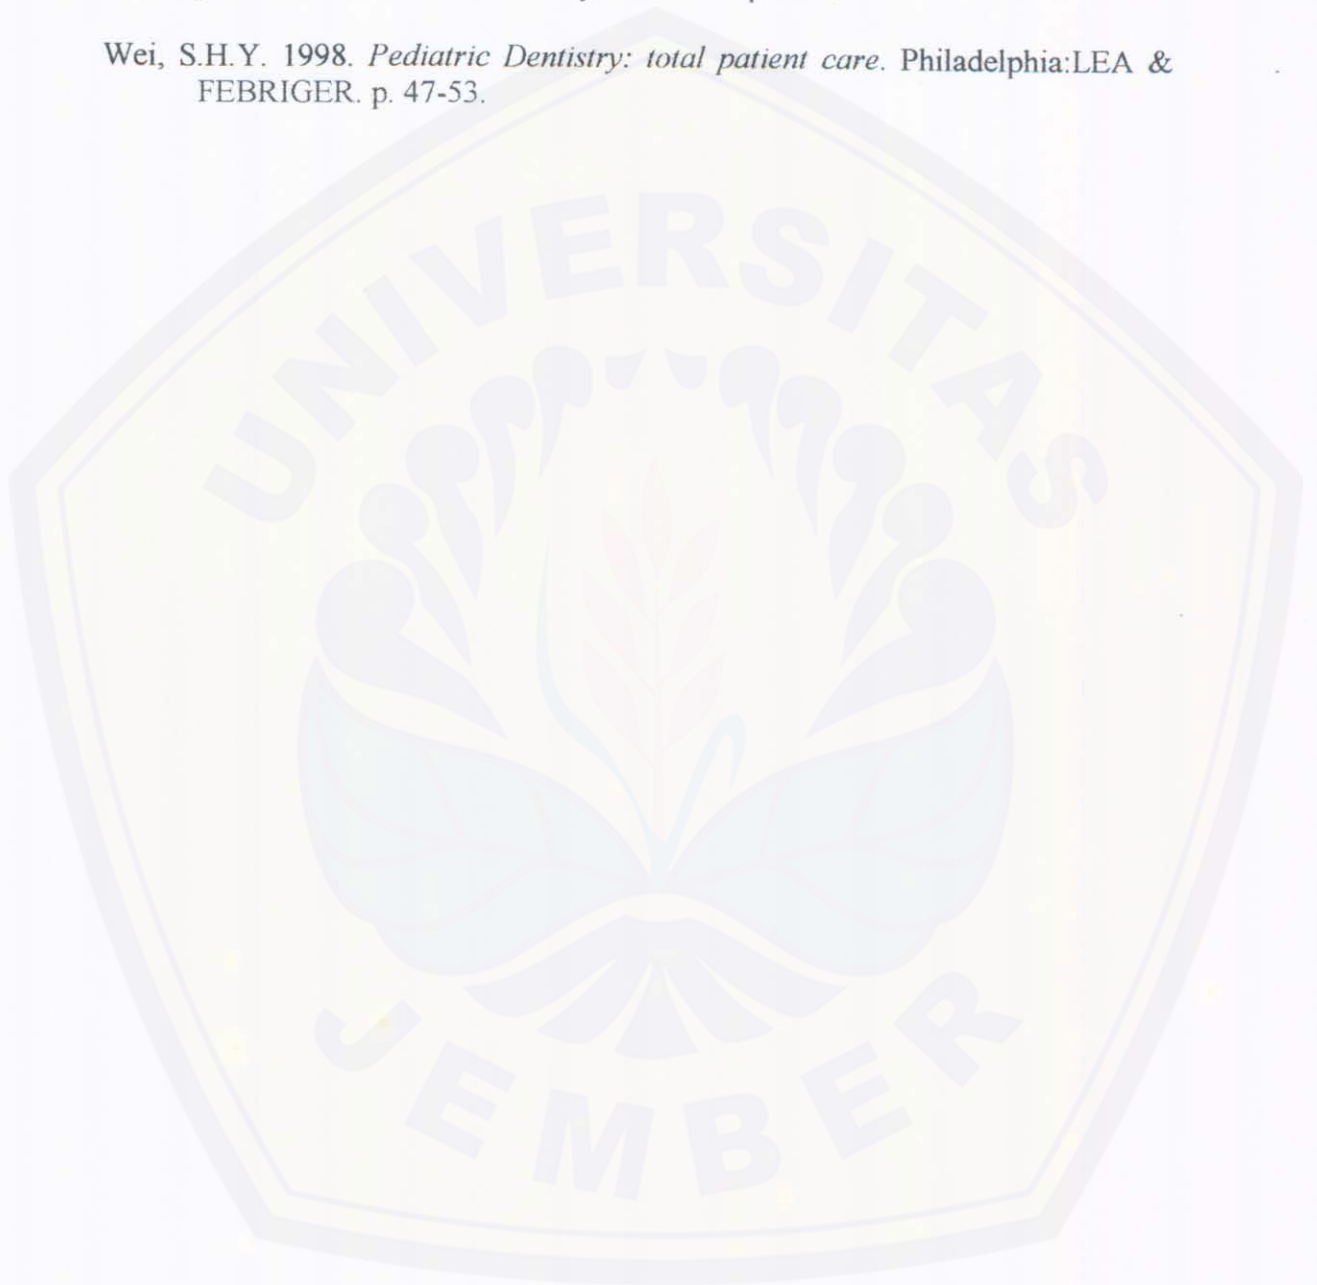 Wei, S.H.Y. 1998. Pediatric Dentistry: total patient care. Philadelphia:LEA &
FEBRIGER. p. 47-53.
UNIVERSITAS
JEMBER